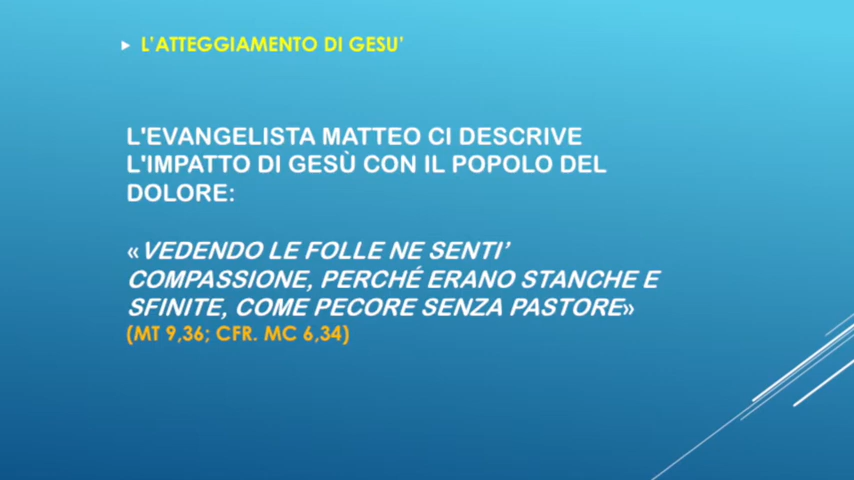 L'ATTEGGIAMENTO DI GESU'
L'EVANGELISTA MATTEO CI DESCRIVE
L'IMPATTO DI GESÙ CON IL POPOLO DEL
DOLORE:
«VEDENDO LE FOLLE NE SENTI'
COMPASSIONE, PERCHÉ ERANO STANCHE E
SFINITE, COME PECORE SENZA PASTORE»
(MT 9,36; CFR. MC 6,34)